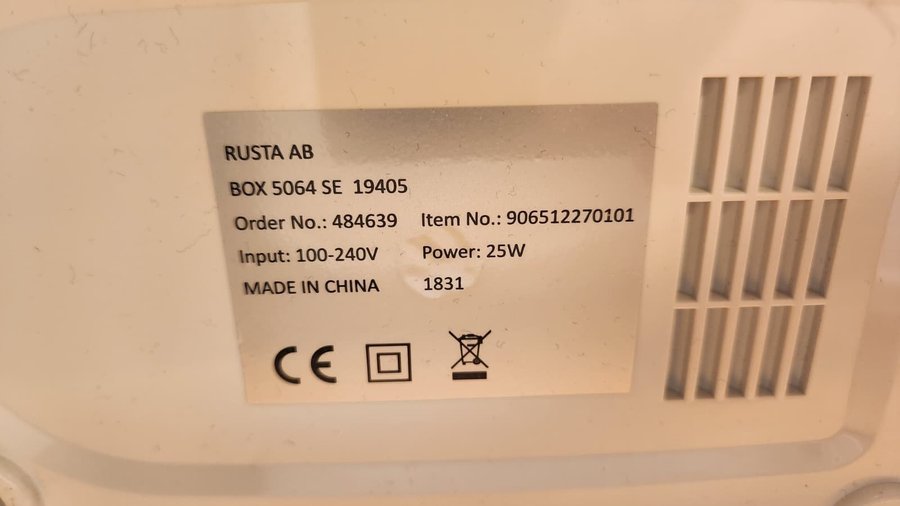 RUSTA AB
BOX 5064 SE 19405
Order No.: 484639 Item No.: 906512270101
Input: 100-240V Power: 25W
MADE IN CHINA 1831
CE